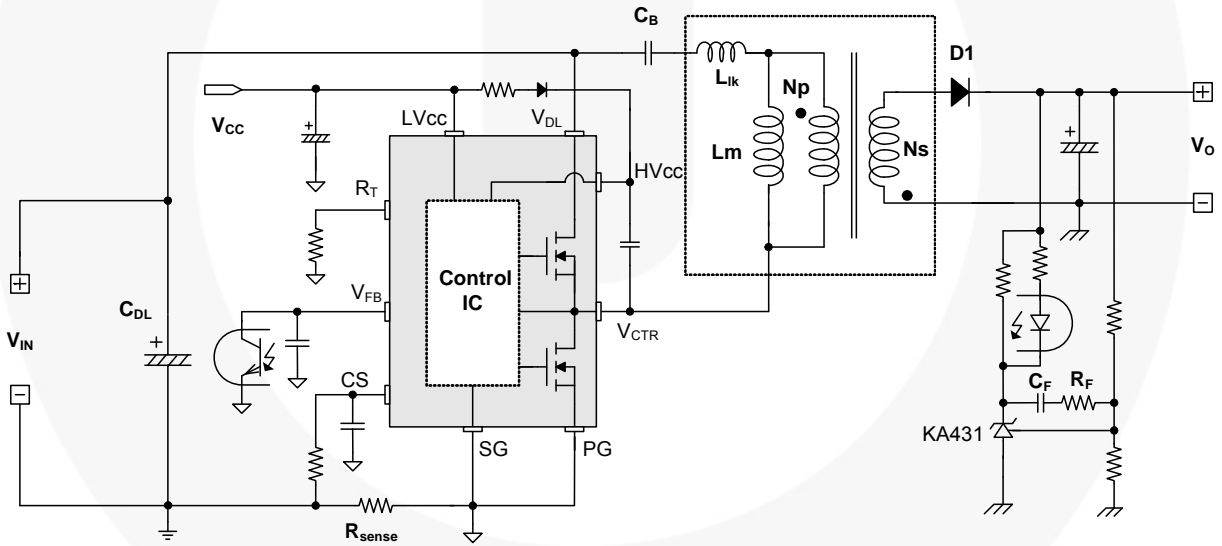 C_B
D1
L_lk
Np
V_CC
LVcc
V_DL
Lm
Ns
V_O
HVcc
R_T
+
Control
IC
V_FB
C_DL
V_IN
V_CTR
CS
C_F
R_F
KA431
SG
PG
R_sense